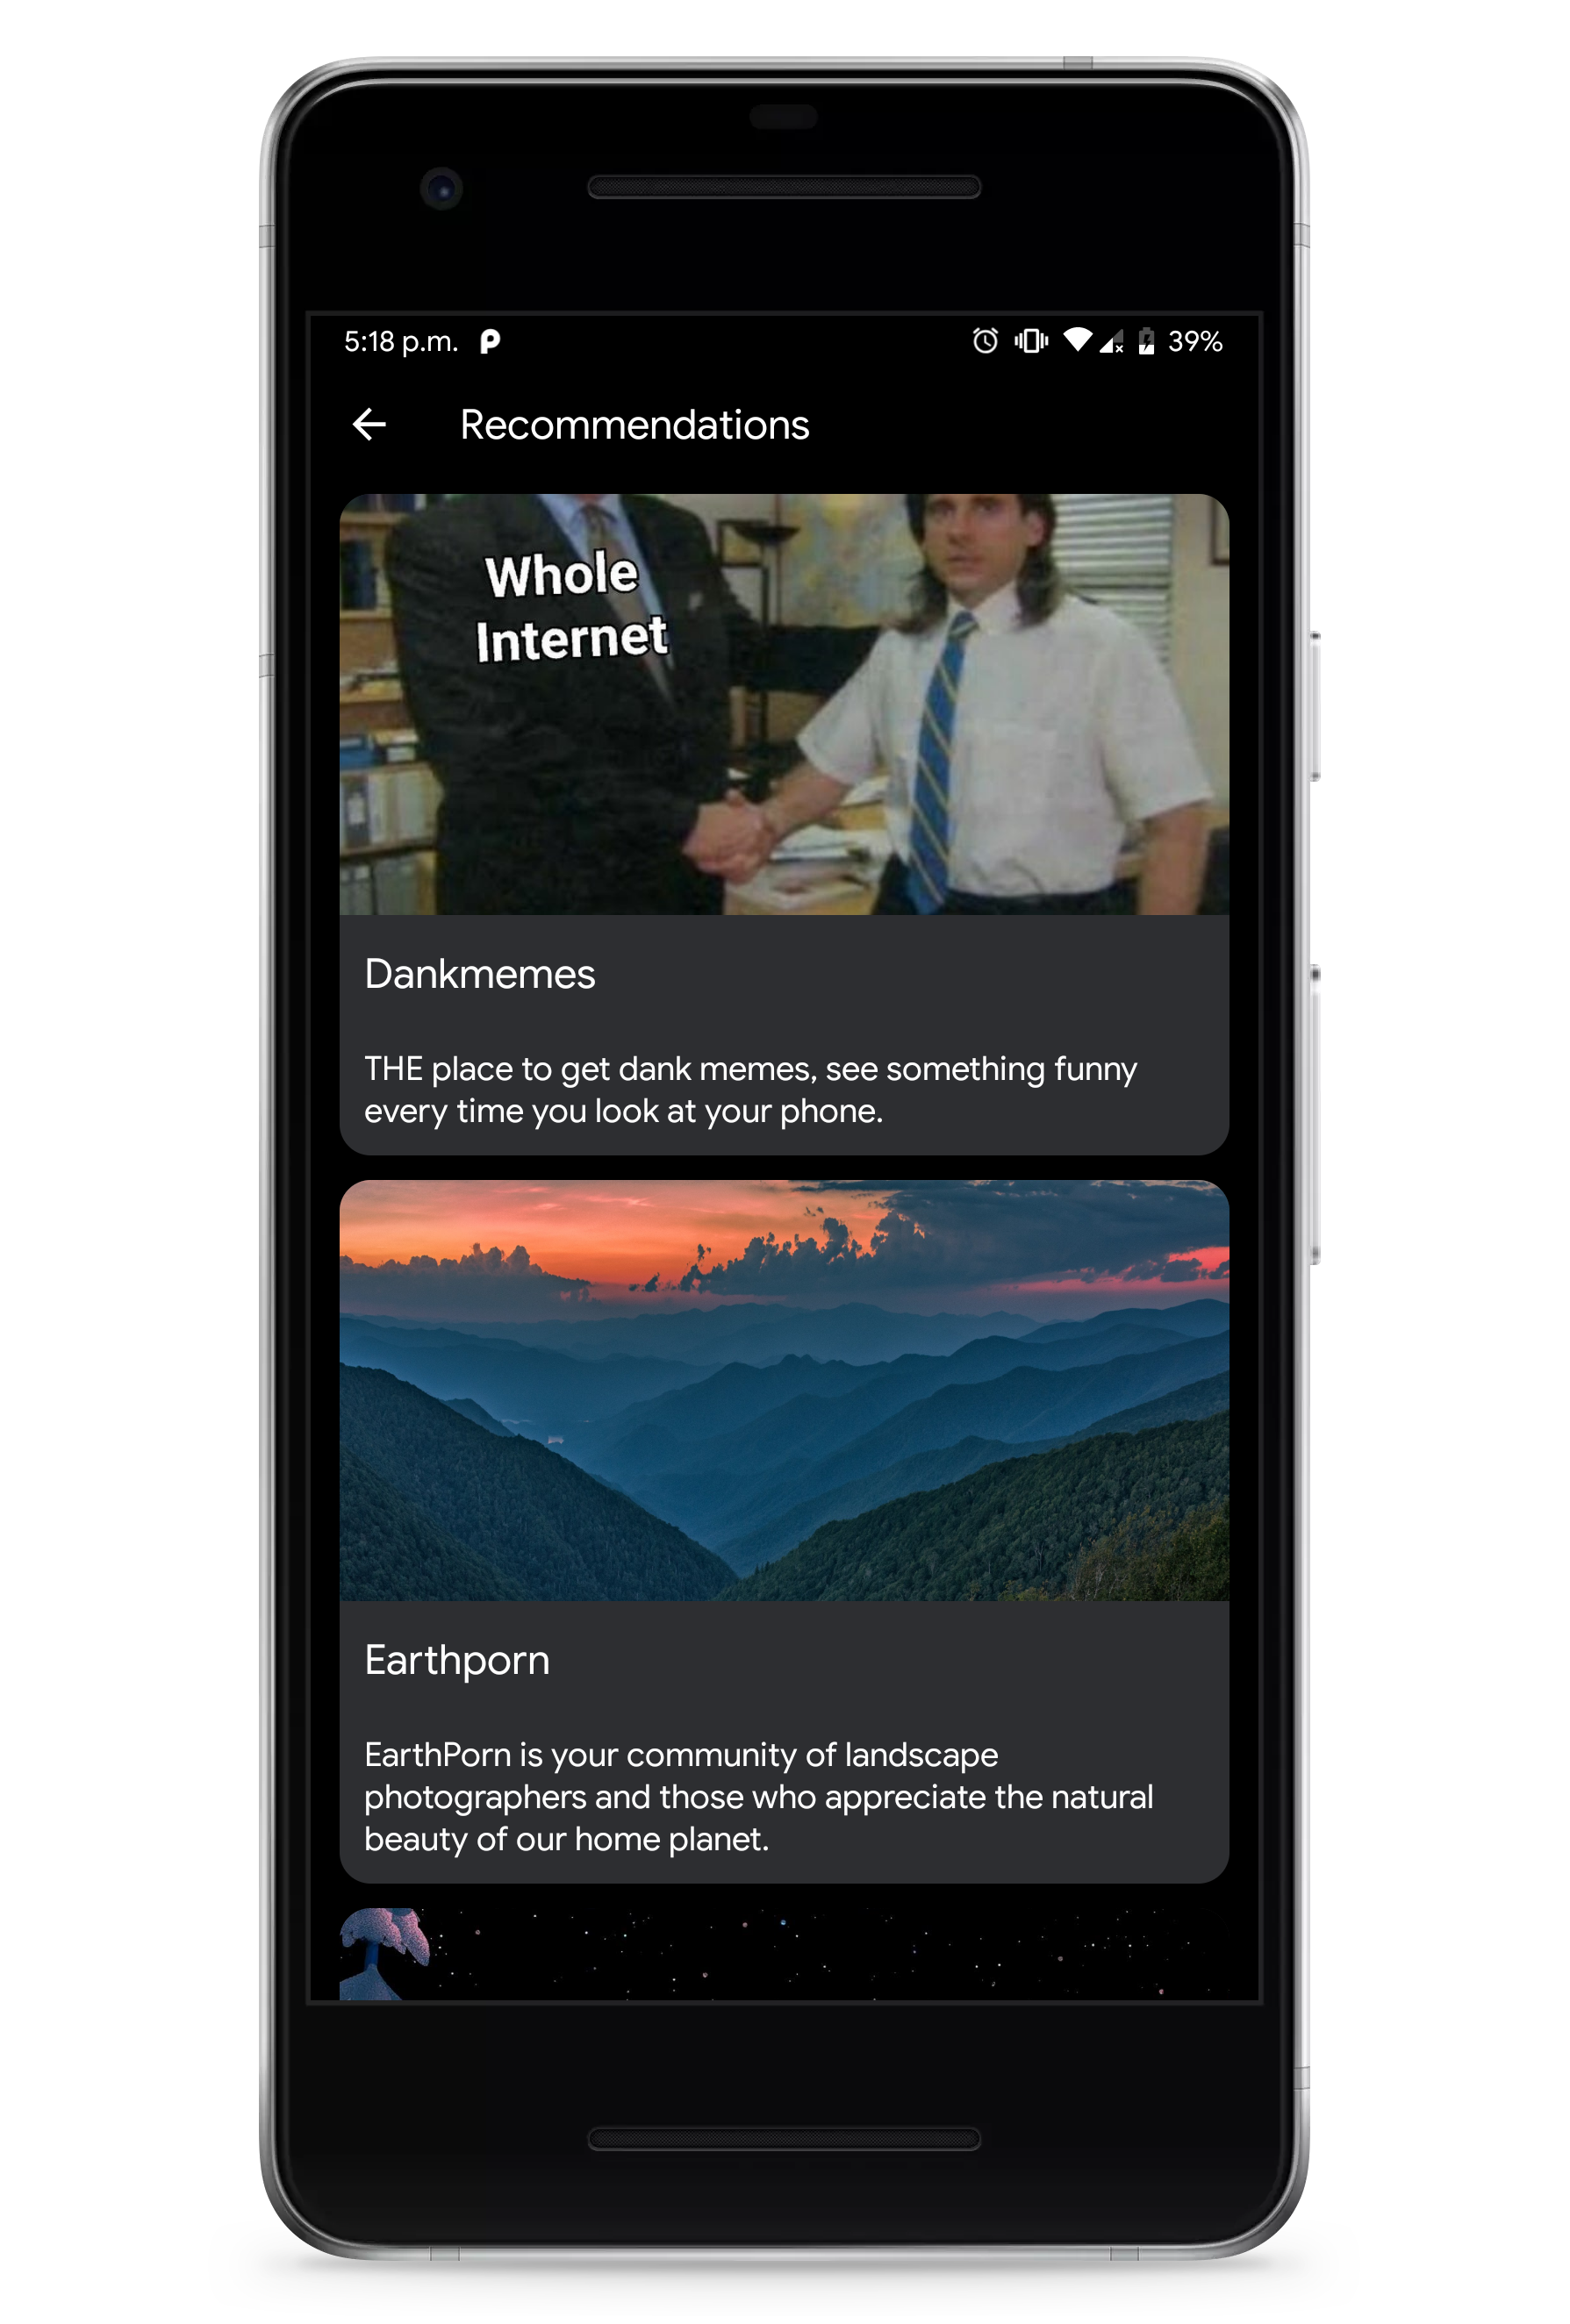 5:18 p.m.
39%
Recommendations
Whole
Internet
Dankmemes
THE place to get dank memes, see something funny
every time you look at your phone.
Earthporn
EarthPorn is your community of landscape
photographers and those who appreciate the natural
beauty of our home planet.